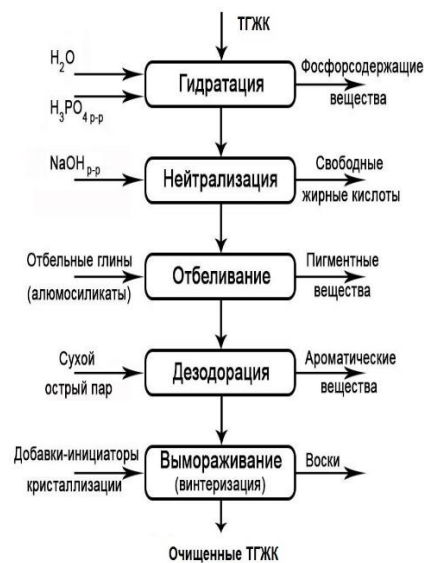 ТГЖК
H2O
H3PO4 р-р
Гидратация
Фосфорсодержащие
вещества
NaOH р-р
Нейтрализация
Свободные
жирные кислоты
Отбельные глины
(алюмосиликаты)
Отбеливание
Пигментные
вещества
Сухой
острый пар
Дезодорация
Ароматические
вещества
Добавки-инициаторы
кристаллизации
Вымораживание
(винтеризация)
Воски
Очищенные ТГЖК